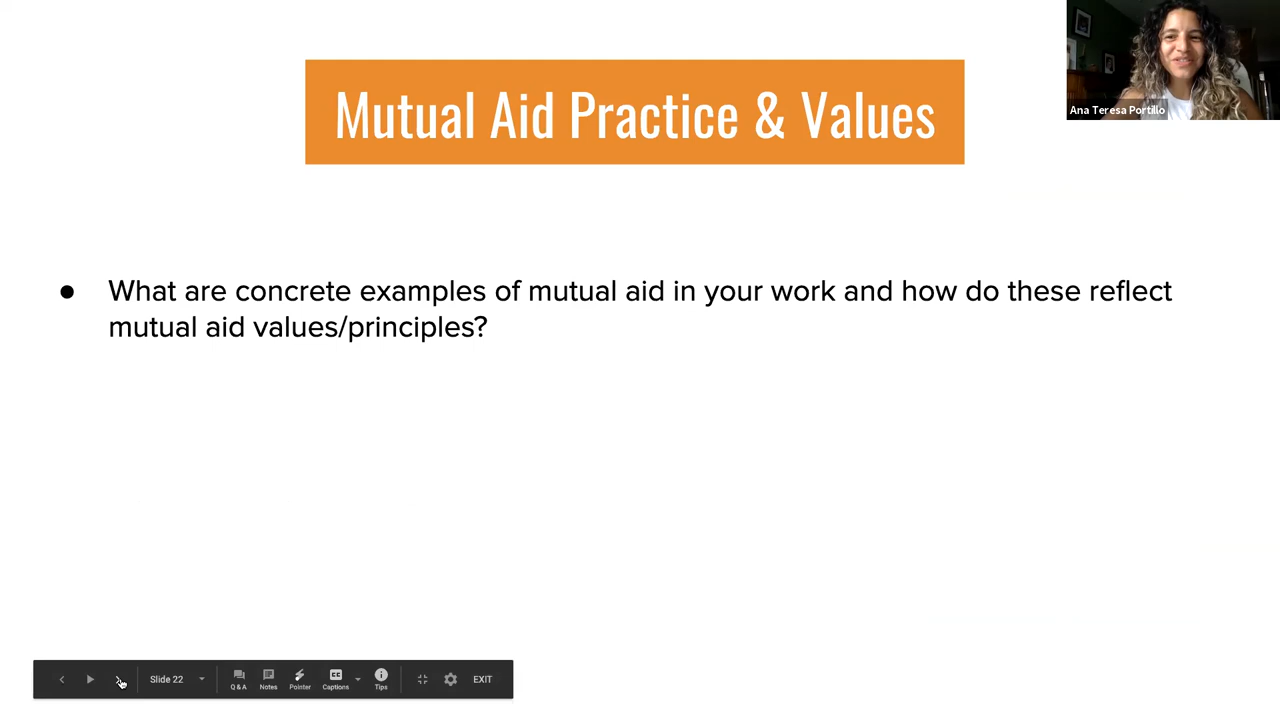 Mutual Aid Practice & Values
Ana Teresa Portillo
● What are concrete examples of mutual aid in your work and how do these reflect
mutual aid values/principles?
Slide 22
Q & A
Notes
Pointer
Captions
Tips
EXIT